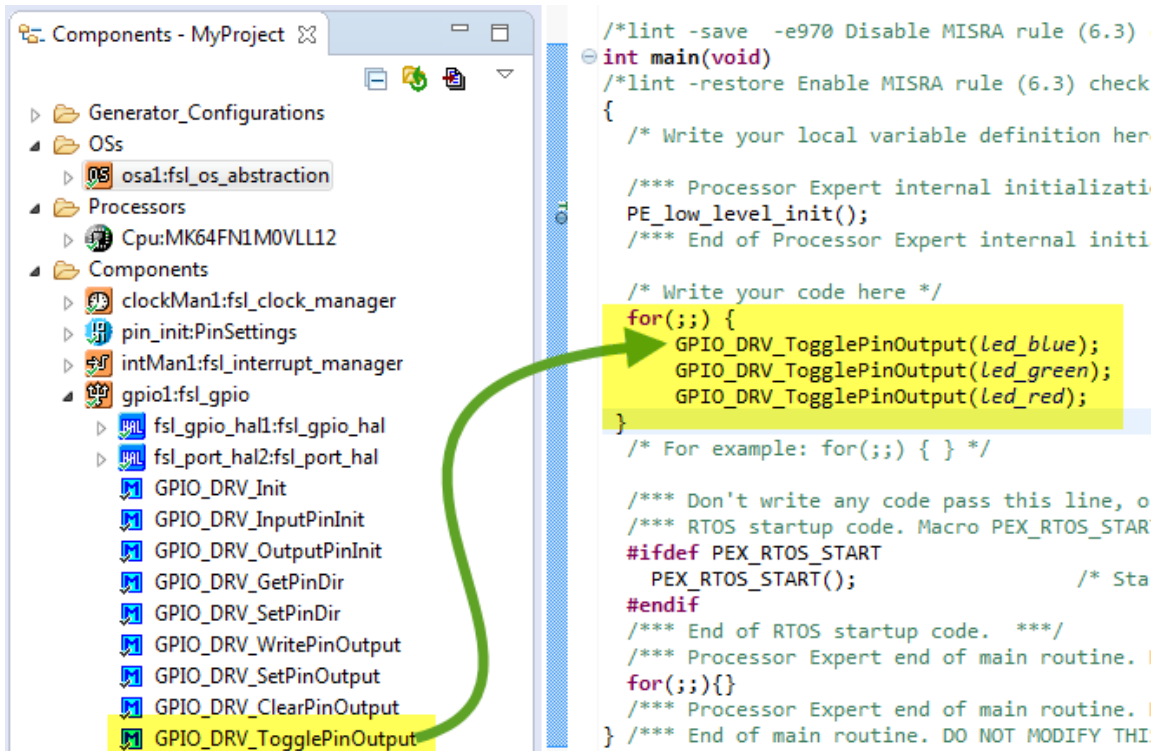 Components - MyProject
Generator_Configurations
OSs
osa1:fsl_os_abstraction
Processors
Cpu:MK64FN1M0VLL12
Components
clockMan1:fsl_clock_manager
pin_init:PinSettings
intMan1:fsl_interrupt_manager
gpio1:fsl_gpio
fsl_gpio_hal1:fsl_gpio_hal
fsl_port_hal2:fsl_port_hal
GPIO_DRV_Init
GPIO_DRV_InputPinInit
GPIO_DRV_OutputPinInit
GPIO_DRV_GetPinDir
GPIO_DRV_SetPinDir
GPIO_DRV_WritePinOutput
GPIO_DRV_SetPinOutput
GPIO_DRV_ClearPinOutput
GPIO_DRV_TogglePinOutput
/*lint -save  -e970 Disable MISRA rule (6.3)
int main(void)
/*lint -restore Enable MISRA rule (6.3) check
{
/* Write your local variable definition her
/*** Processor Expert internal initializati
PE_low_level_init();
/*** End of Processor Expert internal initi
/* Write your code here */
for(;;) {
GPIO_DRV_TogglePinOutput(led_blue);
GPIO_DRV_TogglePinOutput(led_green);
GPIO_DRV_TogglePinOutput(led_red);
}
/* For example: for(;;) { } */
/*** Don't write any code pass this line, o
/*** RTOS startup code. Macro PEX_RTOS_STAR
#ifdef PEX_RTOS_START
PEX_RTOS_START(); /* Sta
#endif
/*** End of RTOS startup code.  ***/
/*** Processor Expert end of main routine.
for(;;){}
/*** Processor Expert end of main routine.
} /*** End of main routine. DO NOT MODIFY THI